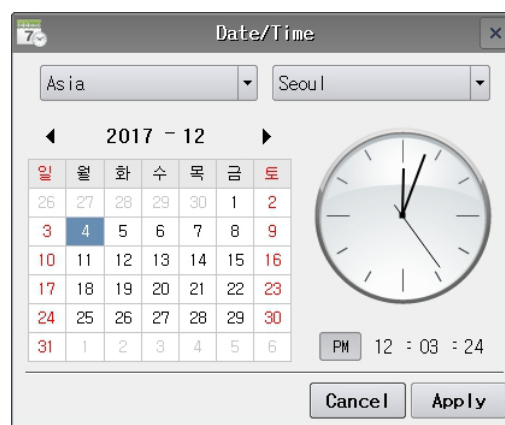 7
Date/Time
×
Asia
Seoul
2017 - 12
일 월 화 수 목 금 토
26 27 28 29 30 1 2
3 4 5 6 7 8 9
10 11 12 13 14 15 16
17 18 19 20 21 22 23
24 25 26 27 28 29 30
31 1 2 3 4 5 6
PM 12 : 03 : 24
Cancel Apply